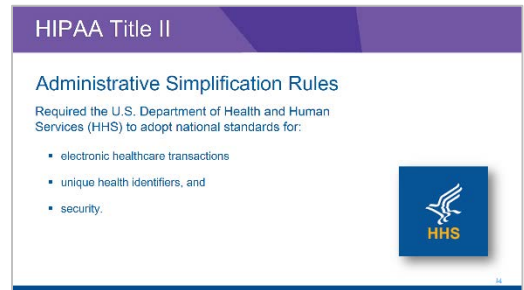 HIPAA Title II
Administrative Simplification Rules
Required the U.S. Department of Health and Human
Services (HHS) to adopt national standards for:
▪ electronic healthcare transactions
▪ unique health identifiers, and
▪ security.
HHS